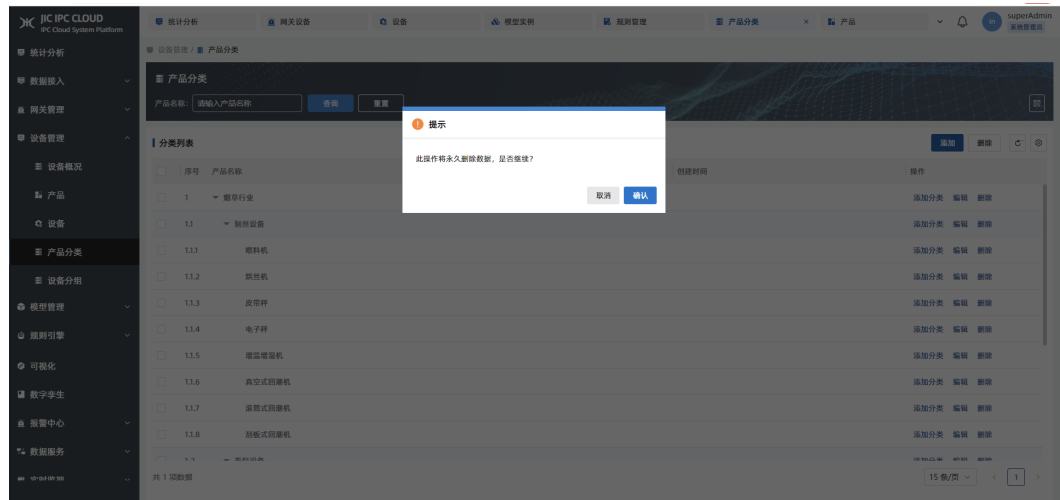 JIC IPC CLOUD
IPC Cloud System Platform
统计分析
网关设备
设备
模型实例
规则管理
产品分类 ×
产品
superAdmin
系统管理员
统计分析
数据接入
网关管理
设备管理
设备概况
产品
设备
产品分类
设备分组
模型管理
规则引擎
可视化
数字孪生
报警中心
数据服务
实时监测
设备管理 / 产品分类
产品分类
产品名称: 请输入产品名称 查询 重置
提示
此操作将永久删除数据，是否继续?
取消 确认
分类列表 添加 删除
序号 产品名称 创建时间 操作
1 烟草行业 添加分类 编辑 删除
1.1 制丝设备 添加分类 编辑 删除
1.1.1 喂料机 添加分类 编辑 删除
1.1.2 烘丝机 添加分类 编辑 删除
1.1.3 皮带秤 添加分类 编辑 删除
1.1.4 电子秤 添加分类 编辑 删除
1.1.5 增温增湿机 添加分类 编辑 删除
1.1.6 真空式回潮机 添加分类 编辑 删除
1.1.7 滚筒式回潮机 添加分类 编辑 删除
1.1.8 刮板式回潮机 添加分类 编辑 删除
1.2 添加分类 编辑 删除
共 1 项数据 15 条/页 1